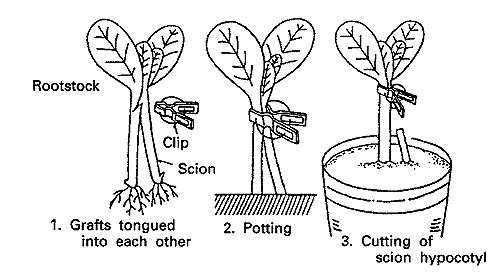 Rootstock
Clip
Scion
1. Grafts tongued
into each other
2. Potting
3. Cutting of
scion hypocotyl